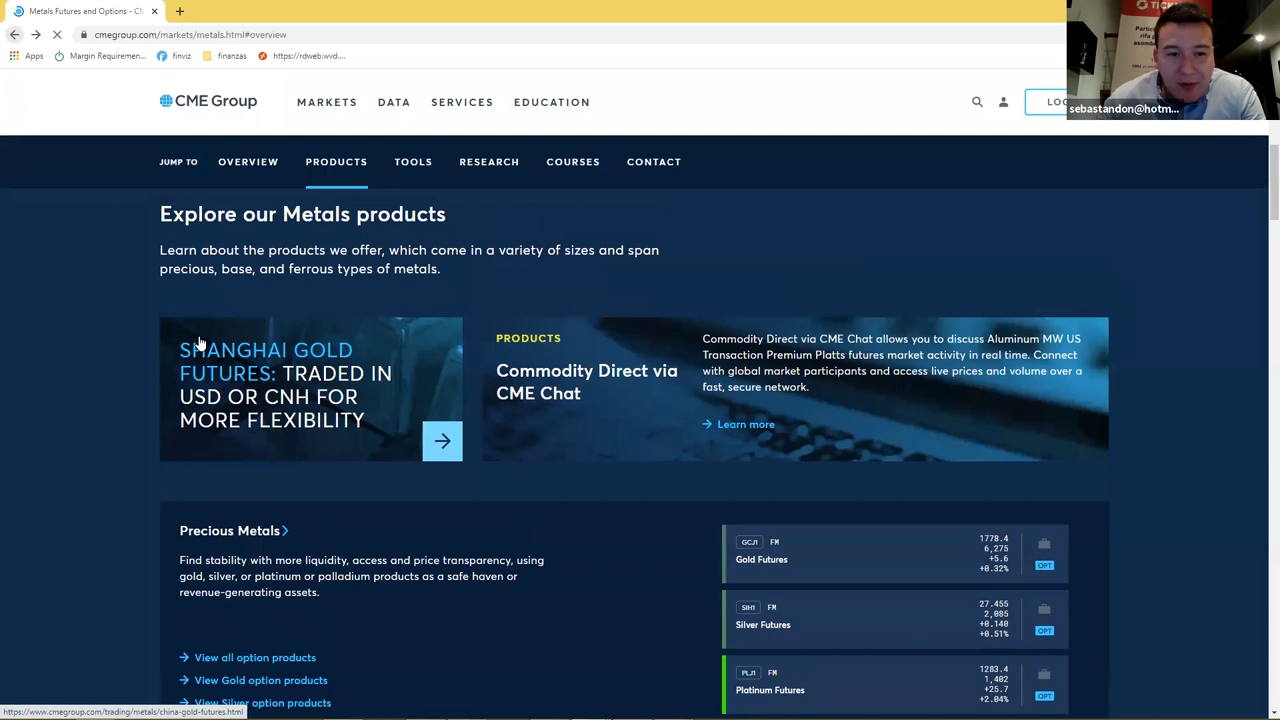 Metals Futures and Options - CM
cmegroup.com/markets/metals.html#overview
Apps
Margin Requiremen...
finviz
finanzas
https://rdweb.wvd....
TICK
Partici
rifa
asomb
sebastandon@hotm...
CME Group
MARKETS
DATA
SERVICES
EDUCATION
JUMP TO
OVERVIEW
PRODUCTS
TOOLS
RESEARCH
COURSES
CONTACT
Explore our Metals products
Learn about the products we offer, which come in a variety of sizes and span
precious, base, and ferrous types of metals.
SHANGHAI GOLD
FUTURES: TRADED IN
USD OR CNH FOR
MORE FLEXIBILITY
PRODUCTS
Commodity Direct via
CME Chat
Commodity Direct via CME Chat allows you to discuss Aluminum MW US
Transaction Premium Platts futures market activity in real time. Connect
with global market participants and access live prices and volume over a
fast, secure network.
Learn more
Precious Metals
Find stability with more liquidity, access and price transparency, using
gold, silver, or platinum or palladium products as a safe haven or
revenue-generating assets.
View all option products
View Gold option products
View Silver option products
GCJ1 FM
Gold Futures
1778.4
6,275
+5.6
+0.32%
OPT
SIH1 FM
Silver Futures
27.455
2,085
+0.140
+0.51%
OPT
PLJ1 FM
Platinum Futures
1283.4
1,402
+25.7
+2.04%
OPT
https://www.cmegroup.com/trading/metals/china-gold-futures.html